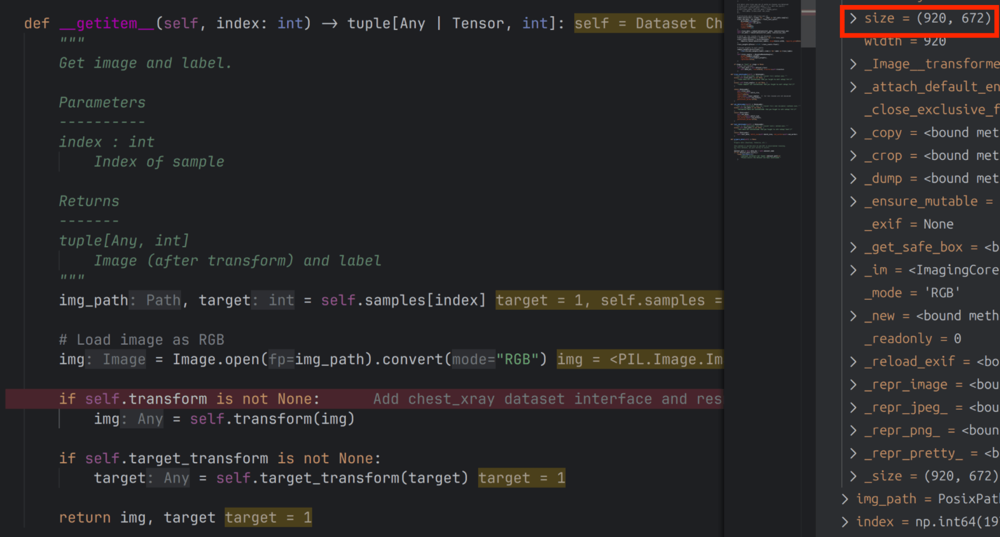 def __getitem__(self, index: int) → tuple[Any | Tensor, int]: self = Dataset Ch
"""
Get image and label.
Parameters
----------
index : int
Index of sample
Returns
-------
tuple[Any, int]
Image (after transform) and label
"""
img_path: Path, target: int = self.samples[index] target = 1, self.samples =
# Load image as RGB
img: Image = Image.open(fp=img_path).convert(mode="RGB") img = <PIL.Image.Im
if self.transform is not None: Add chest_xray dataset interface and res
img: Any = self.transform(img)
if self.target_transform is not None:
target: Any = self.target_transform(target) target = 1
return img, target target = 1
size = (920, 672)
width = 920
_Image__transforme
_attach_default_en
_close_exclusive_f
_copy = <bound met
_crop = <bound met
_dump = <bound met
_ensure_mutable =
_exif = None
_get_safe_box = <b
_im = <ImagingCore
_mode = 'RGB'
_new = <bound meth
_readonly = 0
_reload_exif = <bo
_repr_image = <bou
_repr_jpeg_ = <bou
_repr_png_ = <boun
_repr_pretty_ = <b
_size = (920, 672)
img_path = PosixPat
index = np.int64(19